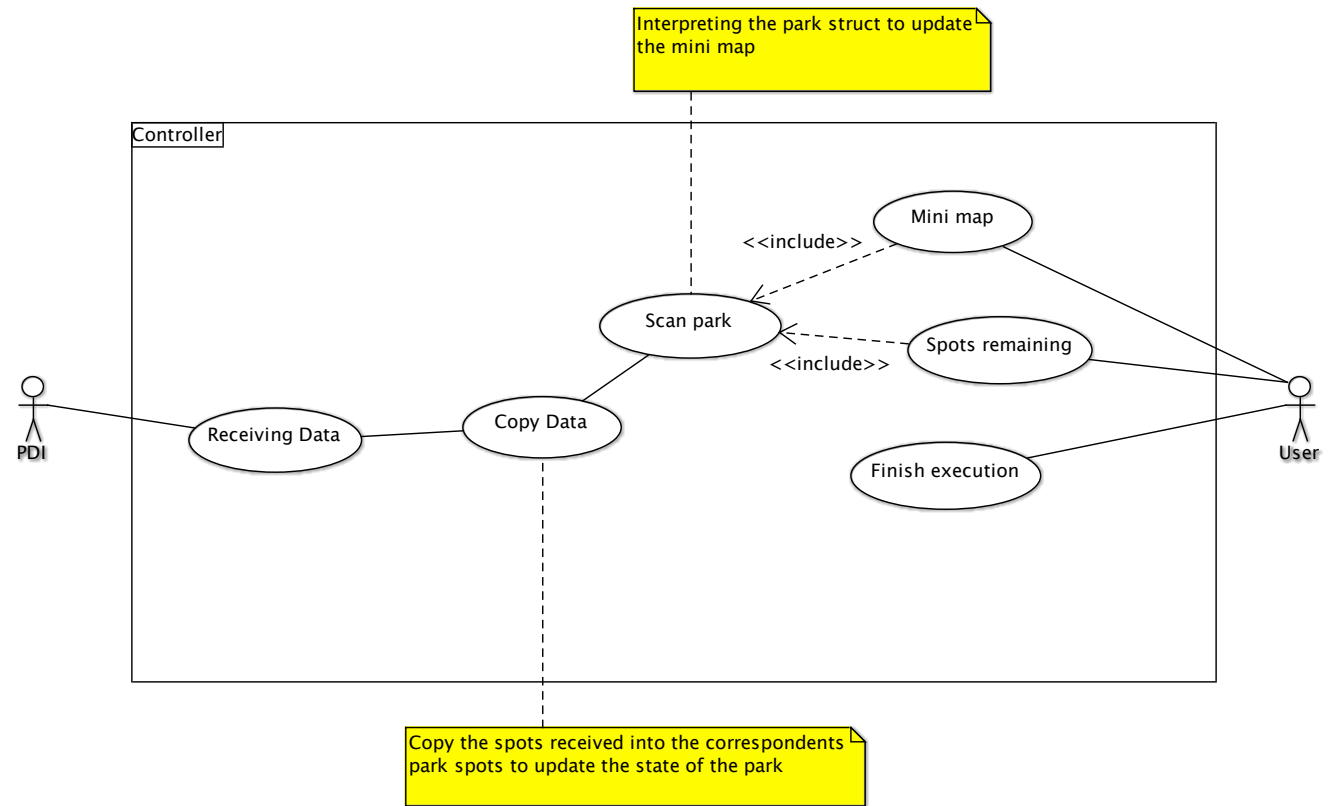 Interpreting the park struct to update
the mini map
Controller
Mini map
<<include>>
Scan park
Spots remaining
<<include>>
PDI
Receiving Data
Copy Data
User
Finish execution
Copy the spots received into the correspondents
park spots to update the state of the park